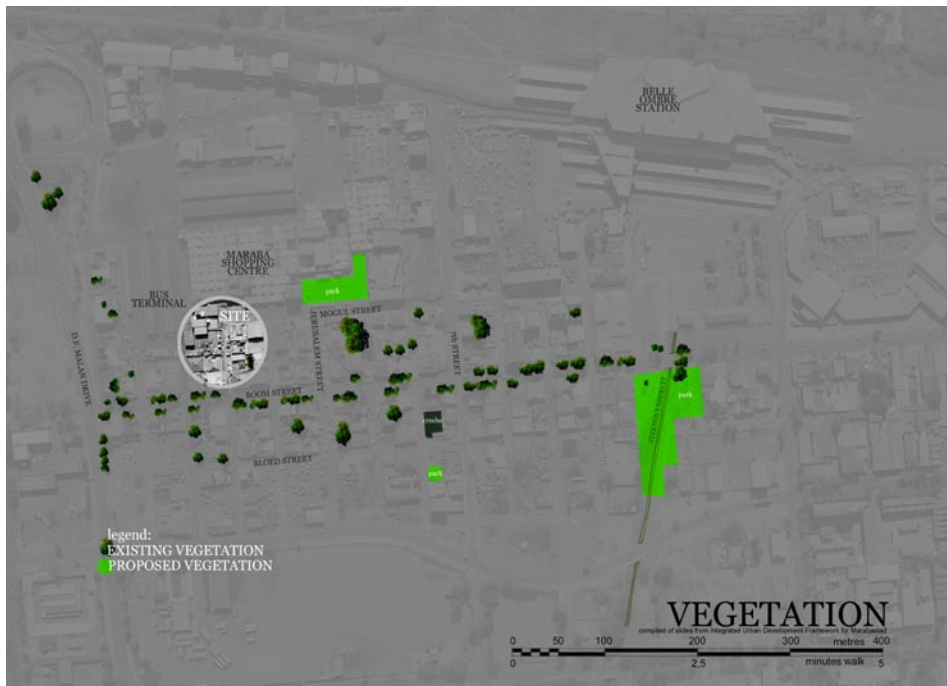 BELLE
OMBRE
STATION
MARABA
SHOPPING
CENTRE
BUS
TERMINAL
SITE
park
MOGUL STREET
JERUSALEM STREET
7th STREET
D.F. MALAN DRIVE
BOOM STREET
creche
park
park
BLOED STREET
legend:
EXISTING VEGETATION
PROPOSED VEGETATION
VEGETATION
compiled of slides from Integrated Urban Development Framework for Marabastad
0 50 100 200 300 metres 400
0 2.5 minutes walk 5